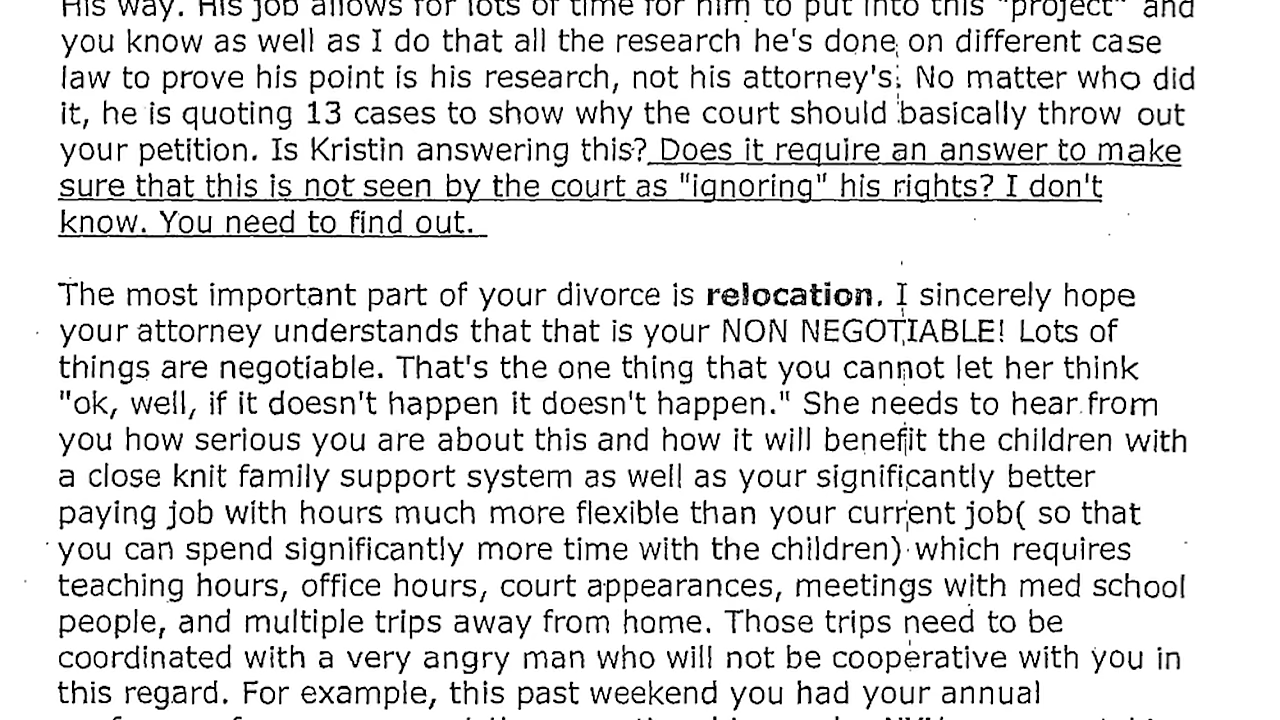 His way. His job allows for lots of time for him to put into this "project" and
you know as well as I do that all the research he's done on different case
law to prove his point is his research, not his attorney's. No matter who did
it, he is quoting 13 cases to show why the court should basically throw out
your petition. Is Kristin answering this? Does it require an answer to make
sure that this is not seen by the court as "ignoring" his rights? I don't
know. You need to find out.
The most important part of your divorce is relocation. I sincerely hope
your attorney understands that that is your NON NEGOTIABLE! Lots of
things are negotiable. That's the one thing that you cannot let her think
"ok, well, if it doesn't happen it doesn't happen." She needs to hear from
you how serious you are about this and how it will benefit the children with
a close knit family support system as well as your significantly better
paying job with hours much more flexible than your current job( so that
you can spend significantly more time with the children) which requires
teaching hours, office hours, court appearances, meetings with med school
people, and multiple trips away from home. Those trips need to be
coordinated with a very angry man who will not be cooperative with you in
this regard. For example, this past weekend you had your annual